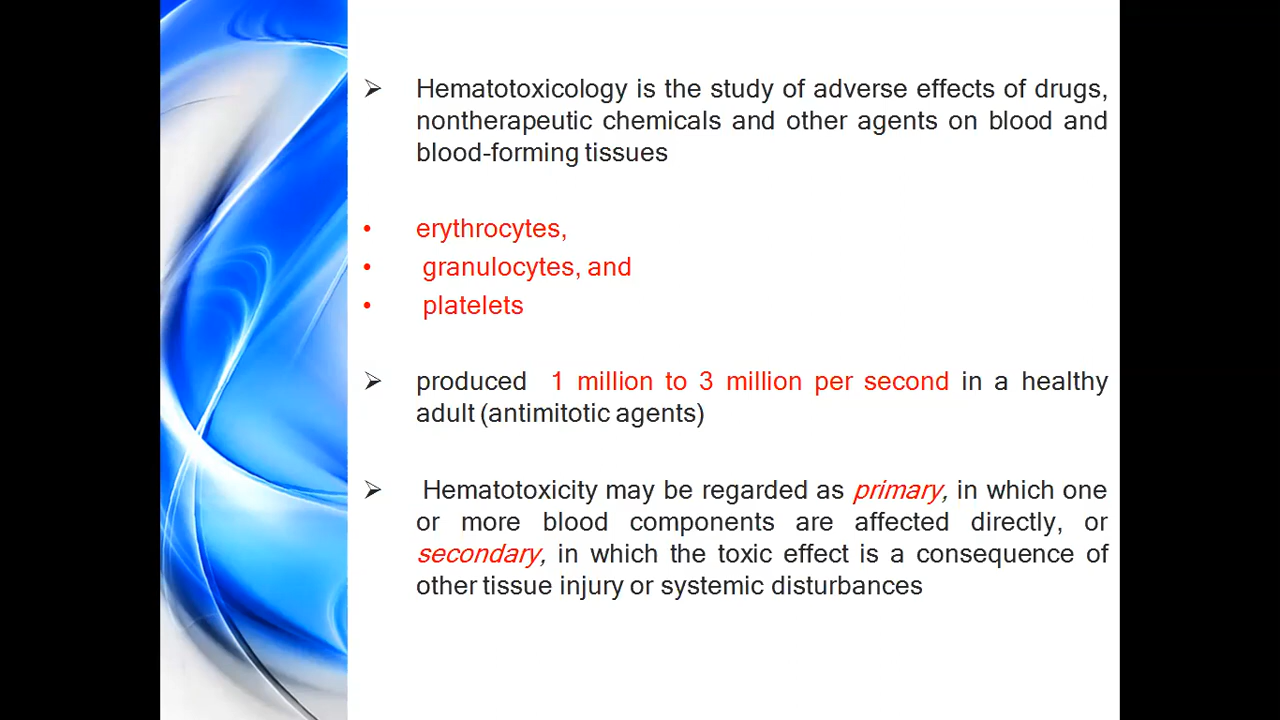 ➢ Hematotoxicology is the study of adverse effects of drugs,
nontherapeutic chemicals and other agents on blood and
blood-forming tissues
• erythrocytes,
• granulocytes, and
• platelets
➢ produced 1 million to 3 million per second in a healthy
adult (antimitotic agents)
➢ Hematotoxicity may be regarded as primary, in which one
or more blood components are affected directly, or
secondary, in which the toxic effect is a consequence of
other tissue injury or systemic disturbances